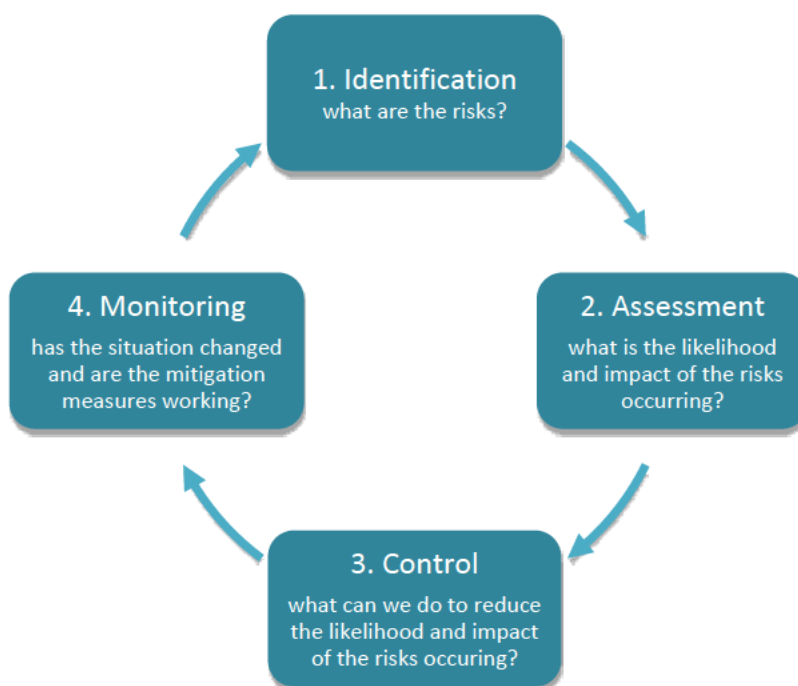 1. Identification
what are the risks?
2. Assessment
what is the likelihood
and impact of the risks
occurring?
3. Control
what can we do to reduce
the likelihood and impact
of the risks occuring?
4. Monitoring
has the situation changed
and are the mitigation
measures working?